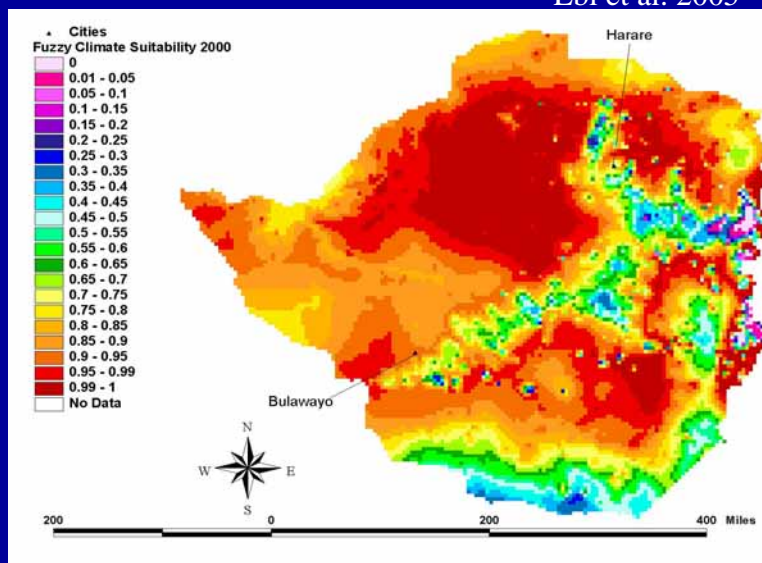 Ebi et al. 2005
Cities
Fuzzy Climate Suitability 2000
0
0.01 - 0.05
0.05 - 0.1
0.1 - 0.15
0.15 - 0.2
0.2 - 0.25
0.25 - 0.3
0.3 - 0.35
0.35 - 0.4
0.4 - 0.45
0.45 - 0.5
0.5 - 0.55
0.55 - 0.6
0.6 - 0.65
0.65 - 0.7
0.7 - 0.75
0.75 - 0.8
0.8 - 0.85
0.85 - 0.9
0.9 - 0.95
0.95 - 0.99
0.99 - 1
No Data
Harare
Bulawayo
N
W E
S
200 0 200 400 Miles